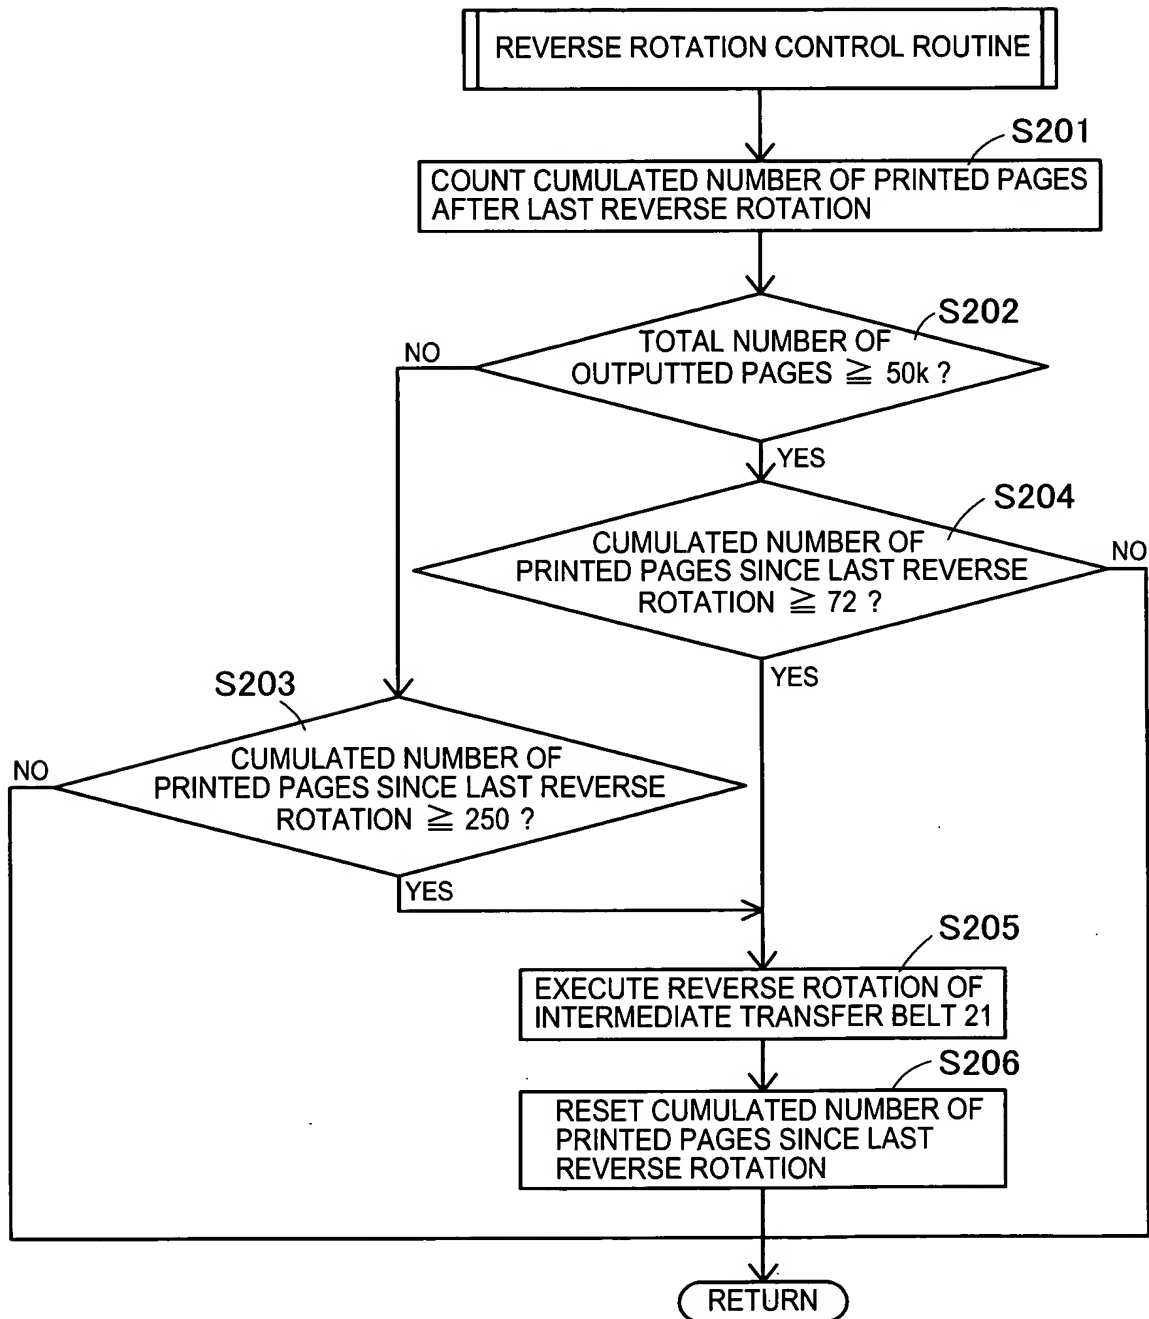 REVERSE ROTATION CONTROL ROUTINE
S201
COUNT CUMULATED NUMBER OF PRINTED PAGES
AFTER LAST REVERSE ROTATION
S202
TOTAL NUMBER OF
OUTPUTTED PAGES ≧ 50k ?
NO
YES
S204
CUMULATED NUMBER OF
PRINTED PAGES SINCE LAST REVERSE
ROTATION ≧ 72 ?
NO
YES
S203
CUMULATED NUMBER OF
PRINTED PAGES SINCE LAST REVERSE
ROTATION ≧ 250 ?
NO
YES
S205
EXECUTE REVERSE ROTATION OF
INTERMEDIATE TRANSFER BELT 21
S206
RESET CUMULATED NUMBER OF
PRINTED PAGES SINCE LAST
REVERSE ROTATION
RETURN